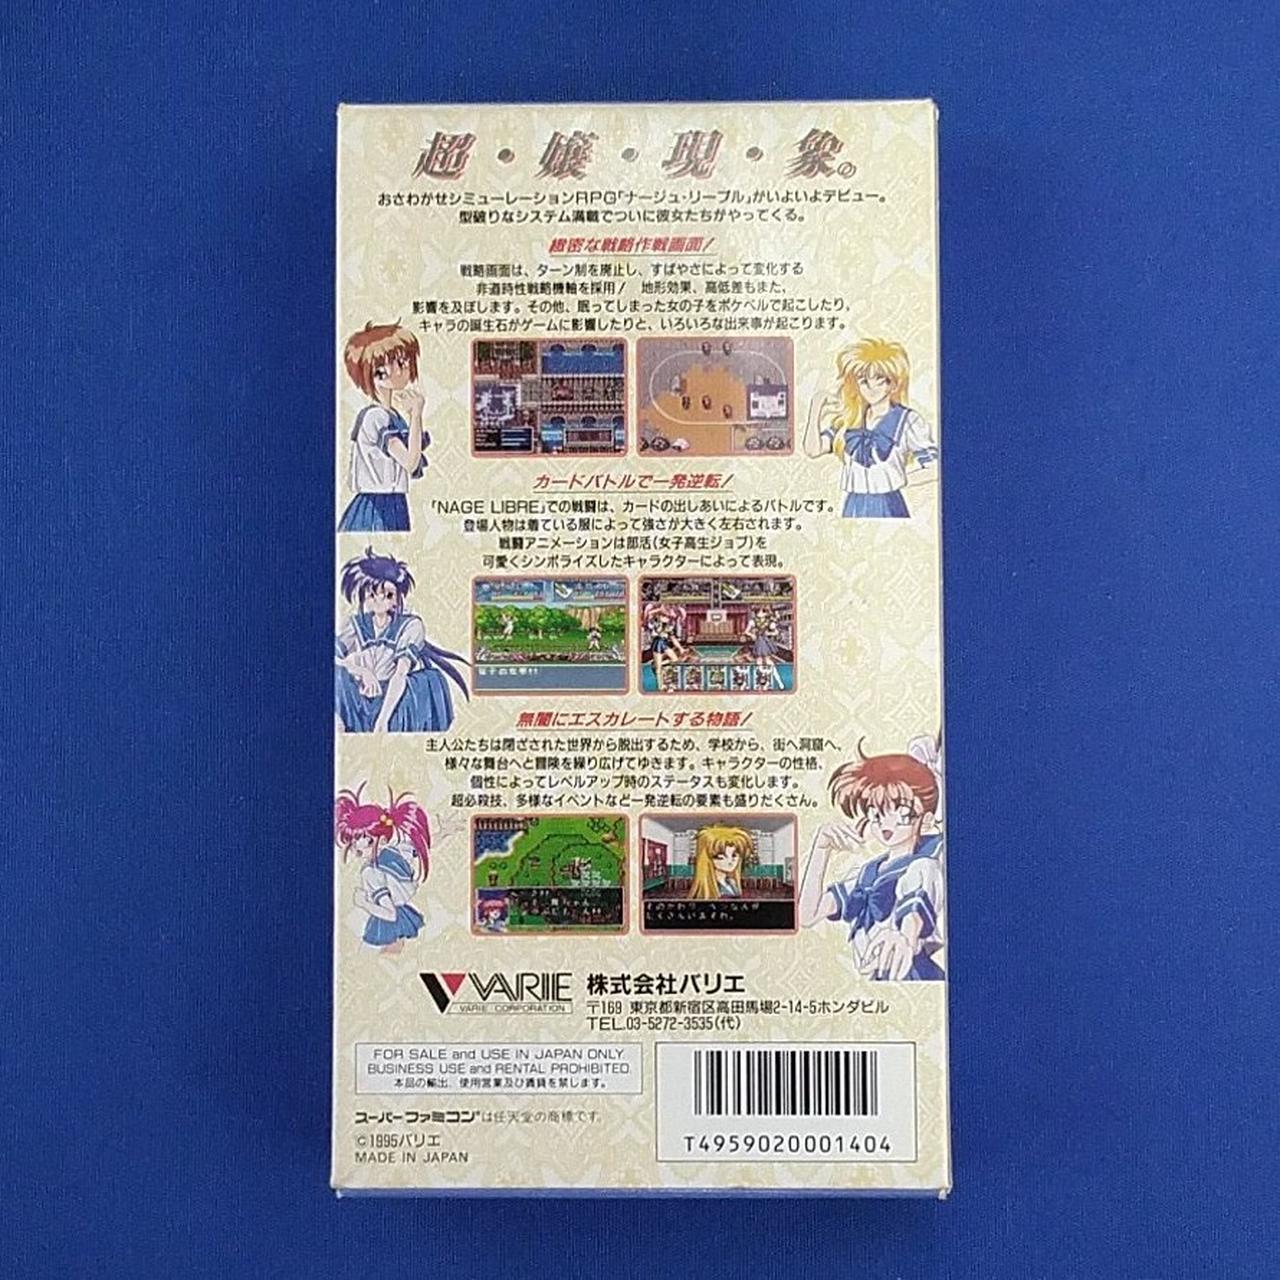 超・嬢・現・象の
おさわがせシミューレーションRPG「ナージュ・リーブル」がいよいよデビュー。
型破りなシステム満載でついに彼女たちがやってくる。
緻密な戦略作戦画面！
戦略画面は、ターン制を廃止し、すばやさによって変化する
非道時性戦略機軸を採用！ 地形効果、高低差もまた、
影響を及ぼします。その他、眠ってしまった女の子をポケベルで起こしたり、
キャラの誕生石がゲームに影響したりと、いろいろな出来事が起こります。
カードバトルで一発逆転！
「NAGE LIBRE」での戦闘は、カードの出しあいによるバトルです。
登場人物は着ている服によって強さが大きく左右されます。
戦闘アニメーションは部活(女子高生ジョブ)を
可愛くシンボライズしたキャラクターによって表現。
無闇にエスカレートする物語！
主人公たちは閉ざされた世界から脱出するため、学校から、街へ洞窟へ、
様々な舞台へと冒険を繰り広げてゆきます。キャラクターの性格、
個性によってレベルアップ時のステータスも変化します。
超必殺技、多様なイベントなど一発逆転の要素も盛りだくさん。
VARIE
VARIE CORPORATION
株式会社バリエ
〒169 東京都新宿区高田馬場2-14-5ホンダビル
TEL.03-5272-3535(代)
FOR SALE and USE IN JAPAN ONLY.
BUSINESS USE and RENTAL PROHIBITED.
本品の輸出、使用営業及び賃貸を禁じます。
スーパーファミコン®は任天堂の商標です。
©1995バリエ
MADE IN JAPAN
T4959020001404